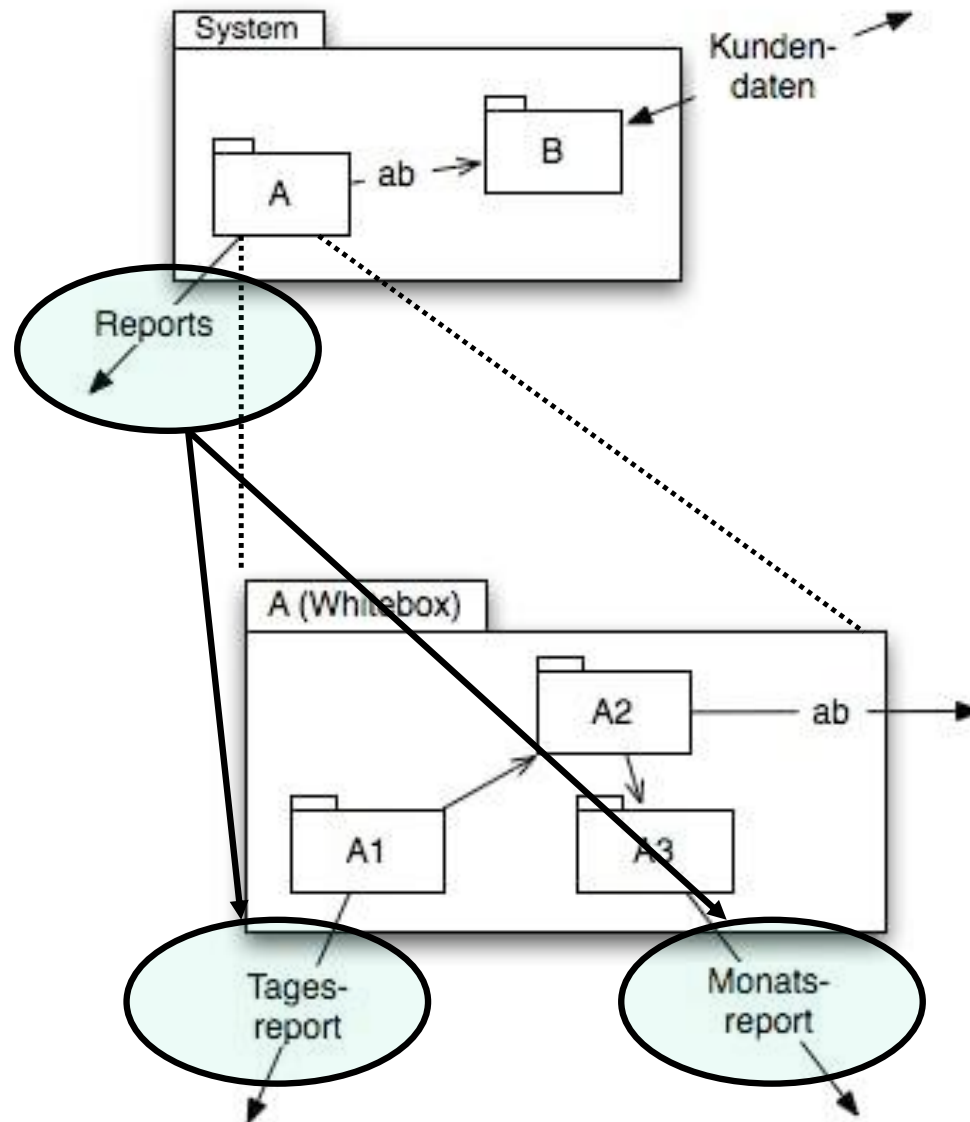 System
Kunden-
daten
B
ab
A
Reports
A (Whitebox)
A2
ab
A1
A3
Tages-
report
Monats-
report